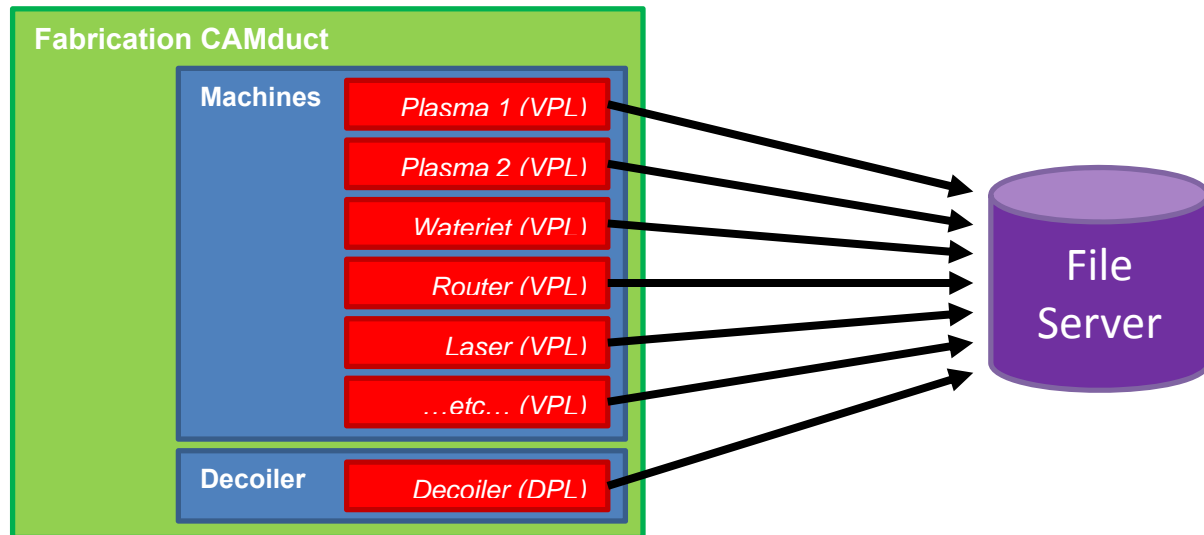 Fabrication CAMduct
Machines
Plasma 1 (VPL)
Plasma 2 (VPL)
Waterjet (VPL)
Router (VPL)
Laser (VPL)
…etc… (VPL)
Decoiler
Decoiler (DPL)
File
Server